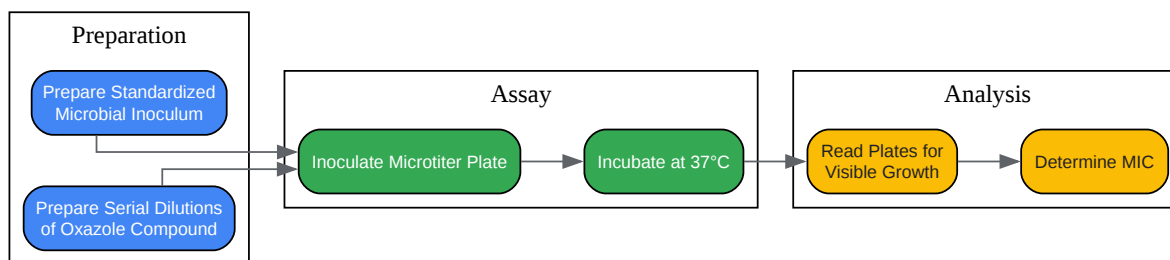 Preparation
Prepare Standardized
Microbial Inoculum
Prepare Serial Dilutions
of Oxazole Compound
Assay
Inoculate Microtiter Plate
Incubate at 37°C
Analysis
Read Plates for
Visible Growth
Determine MIC